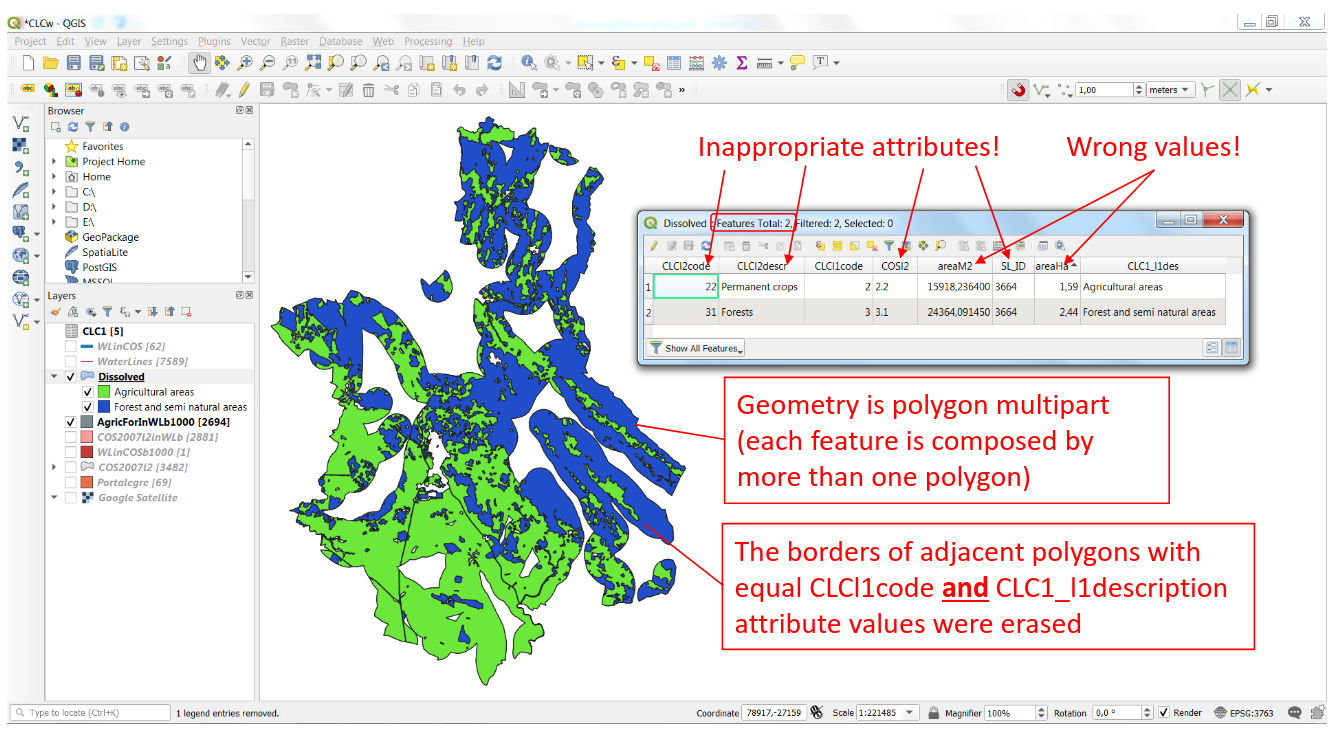 *CLCw - QGIS
Project Edit View Layer Settings Plugins Vector Raster Database Web Processing Help
1,00 meters
Browser
Favorites
Project Home
Home
C:\
D:\
E:\
GeoPackage
SpatiaLite
PostGIS
MSSQL
Layers
CLC1 [5]
WLinCOS [62]
WaterLines [7589]
Dissolved
Agricultural areas
Forest and semi natural areas
AgricForInWLb1000 [2694]
COS2007l2inWLb [2881]
WLinCOSb1000 [1]
COS2007l2 [3482]
Portalegre [69]
Google Satellite
Inappropriate attributes! Wrong values!
Dissolved : Features Total: 2, Filtered: 2, Selected: 0
CLCl2code CLCl2descr CLCl1code COSl2 areaM2 SL_ID areaHa CLC1_l1des
1 22 Permanent crops 2 2.2 15918,236400 3664 1,59 Agricultural areas
2 31 Forests 3 3.1 24364,091450 3664 2,44 Forest and semi natural areas
Show All Features
Geometry is polygon multipart
(each feature is composed by
more than one polygon)
The borders of adjacent polygons with
equal CLCl1code and CLC1_l1description
attribute values were erased
Type to locate (Ctrl+K) 1 legend entries removed. Coordinate 78917,-27159 Scale 1:221485 Magnifier 100% Rotation 0,0 ° Render EPSG:3763